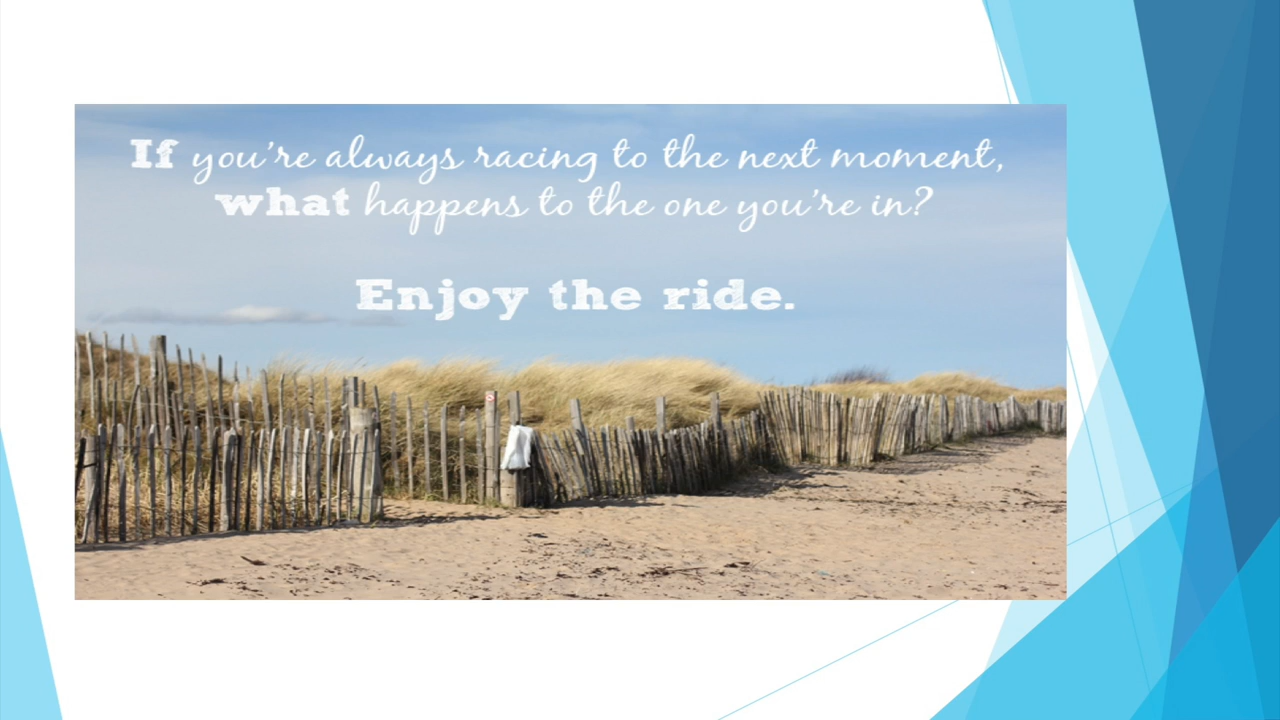 If you're always racing to the next moment,
what happens to the one you're in?
Enjoy the ride.